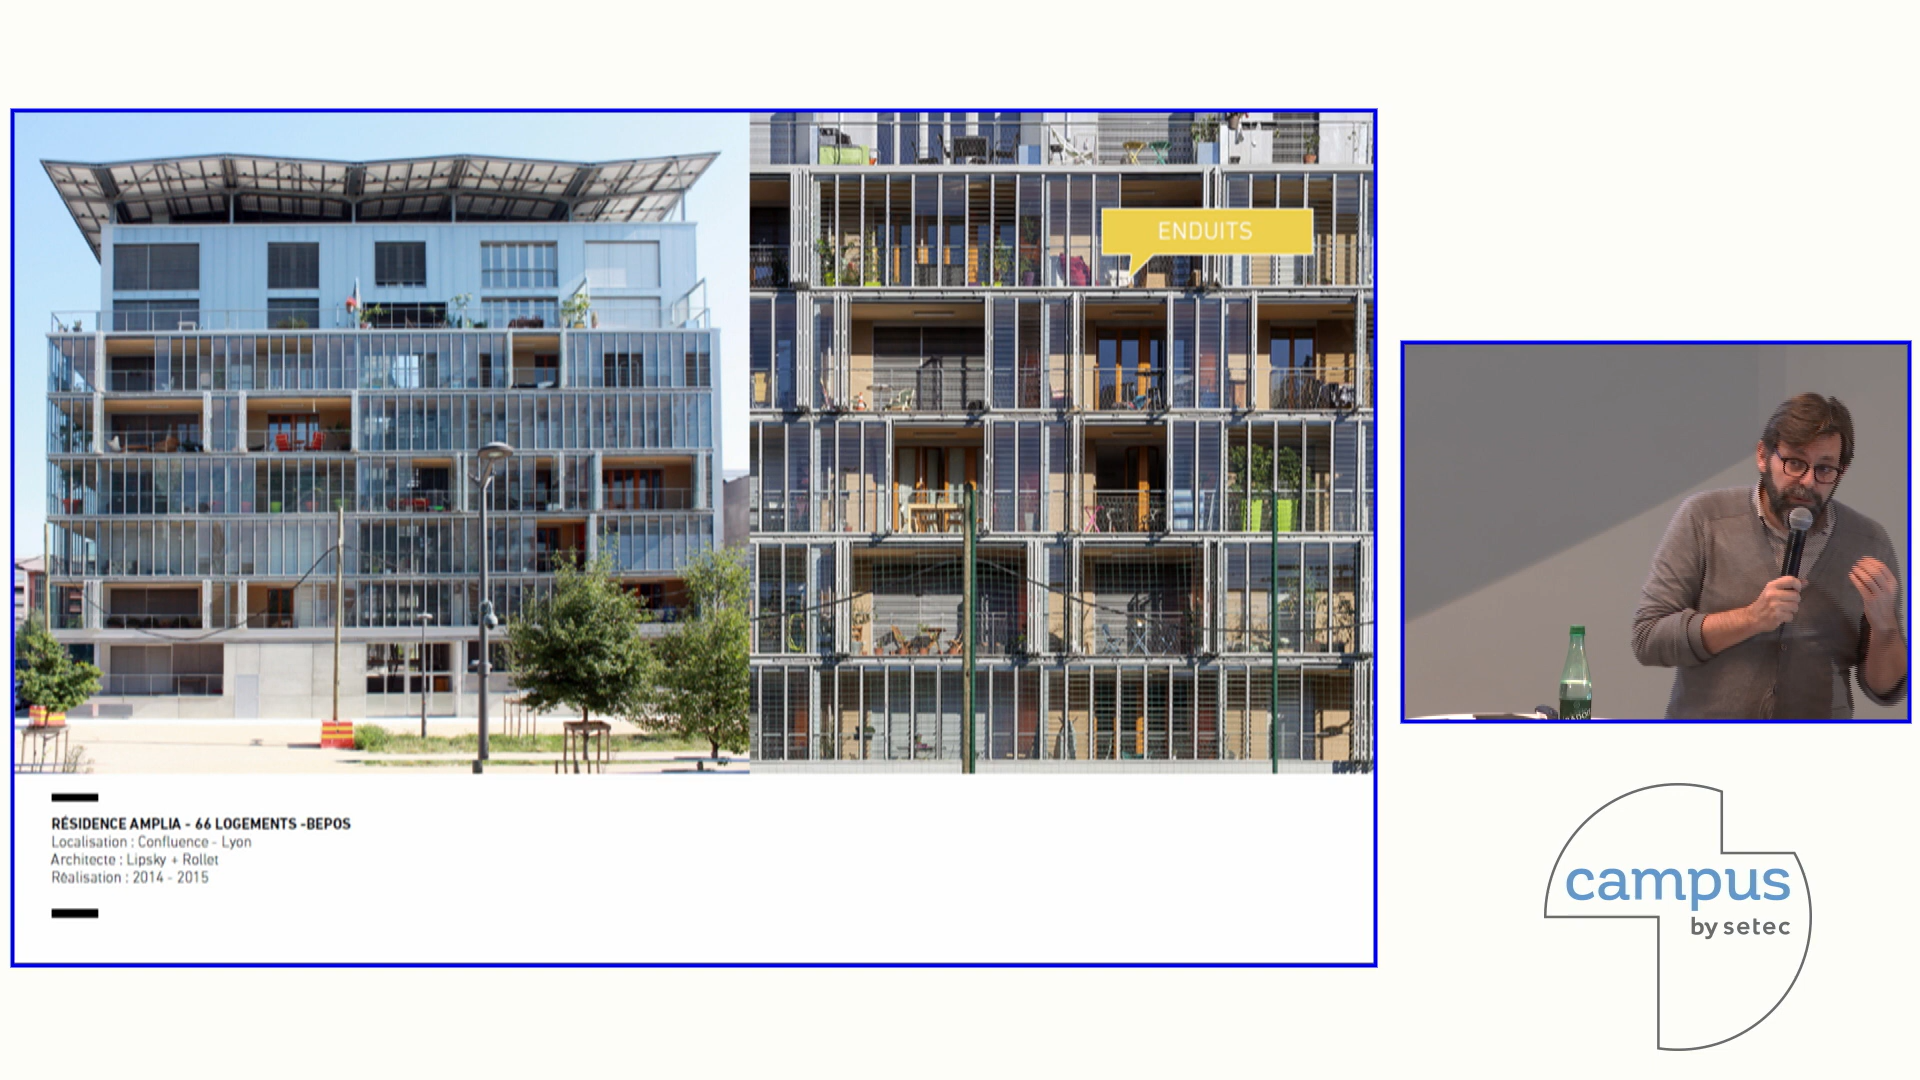 ENDUITS
RÉSIDENCE AMPLIA - 66 LOGEMENTS -BEPOS
Localisation : Confluence - Lyon
Architecte : Lipsky + Rollet
Réalisation : 2014 - 2015
campus
by setec